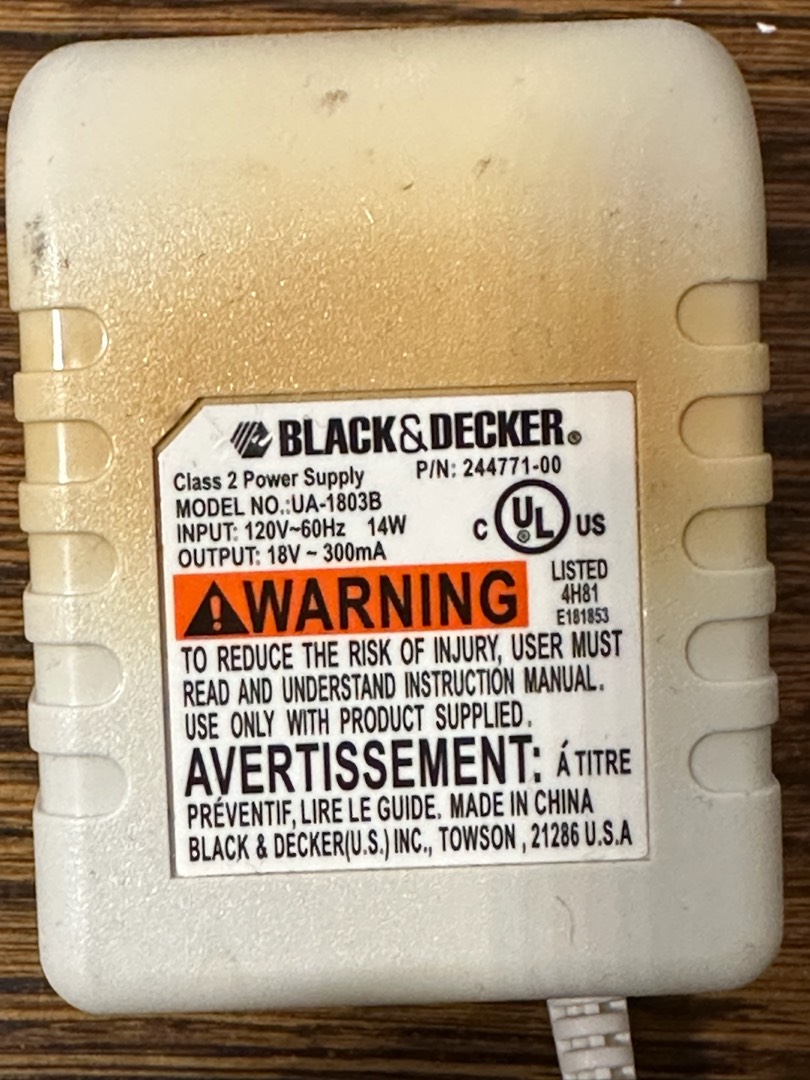 BLACK&DECKER®
Class 2 Power Supply P/N: 244771-00
MODEL NO.:UA-1803B
INPUT: 120V~60Hz 14W
OUTPUT: 18V ~ 300mA
C UL® US
LISTED
4H81
E181853
WARNING
TO REDUCE THE RISK OF INJURY, USER MUST
READ AND UNDERSTAND INSTRUCTION MANUAL.
USE ONLY WITH PRODUCT SUPPLIED.
AVERTISSEMENT: Á TITRE
PRÉVENTIF, LIRE LE GUIDE. MADE IN CHINA
BLACK & DECKER(U.S.) INC., TOWSON , 21286 U.S.A